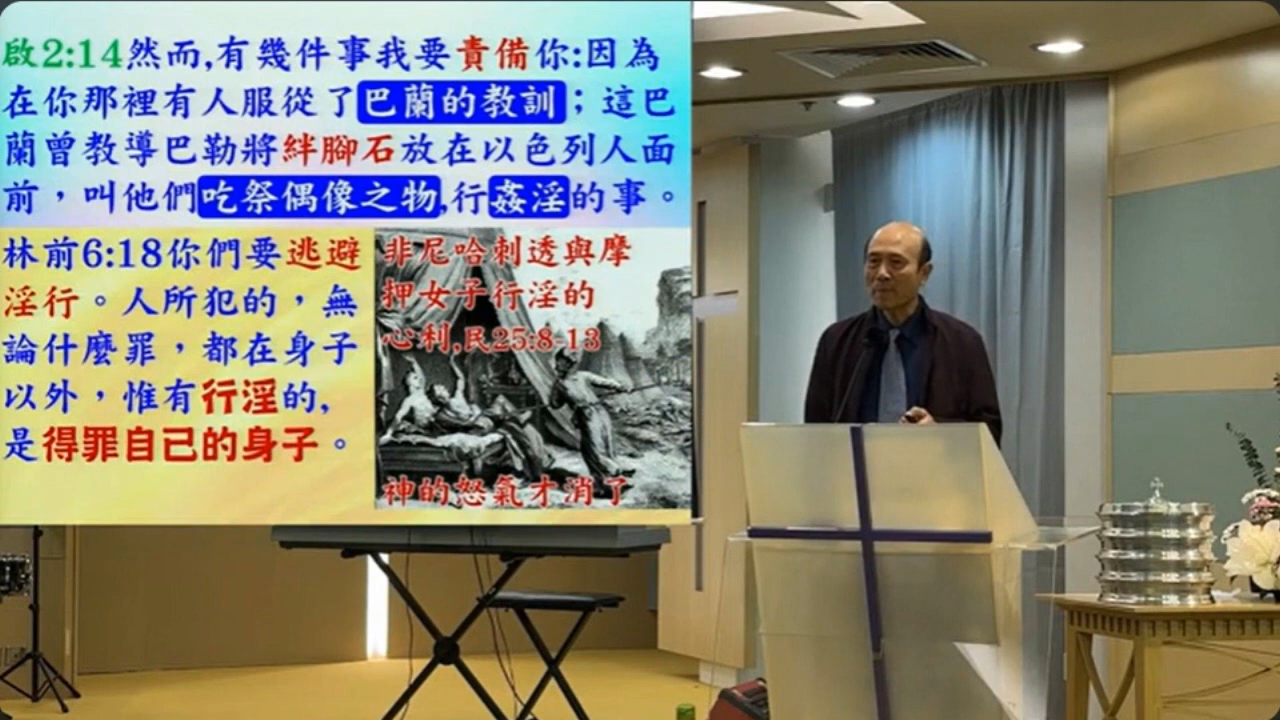 啟2:14然而,有幾件事我要責備你:因為
在你那裡有人服從了巴蘭的教訓；這巴
蘭曾教導巴勒將絆腳石放在以色列人面
前，叫他們吃祭偶像之物,行姦淫的事。
林前6:18你們要逃避
淫行。人所犯的，無
論什麼罪，都在身子
以外，惟有行淫的,
是得罪自己的身子。
非尼哈刺透與摩
押女子行淫的
心利,民25:8-13
神的怒氣才消了